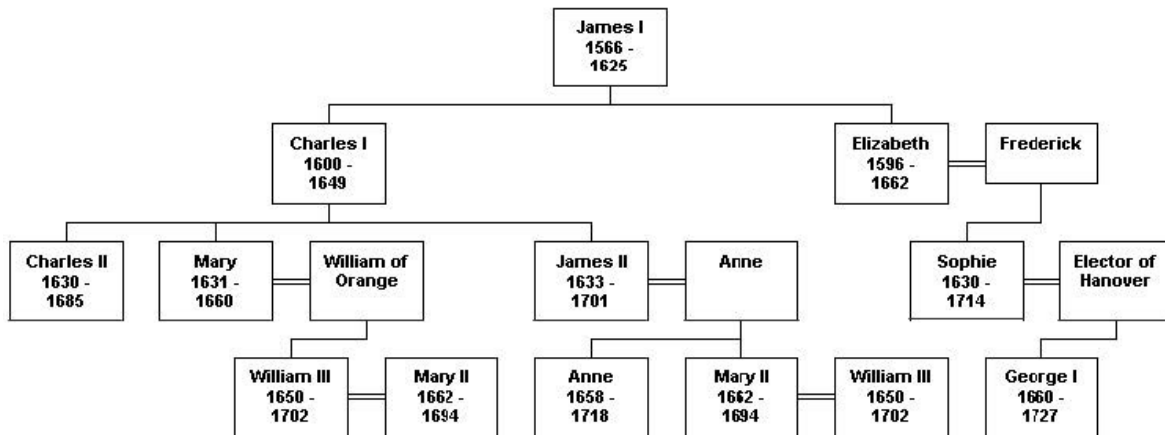 James I
1566 -
1625
Charles I
1600 -
1649
Elizabeth
1596 -
1662
Frederick
Charles II
1630 -
1685
Mary
1631 -
1660
William of
Orange
James II
1633 -
1701
Anne
Sophie
1630 -
1714
Elector of
Hanover
William III
1650 -
1702
Mary II
1662 -
1694
Anne
1658 -
1718
Mary II
1662 -
1694
William III
1650 -
1702
George I
1660 -
1727